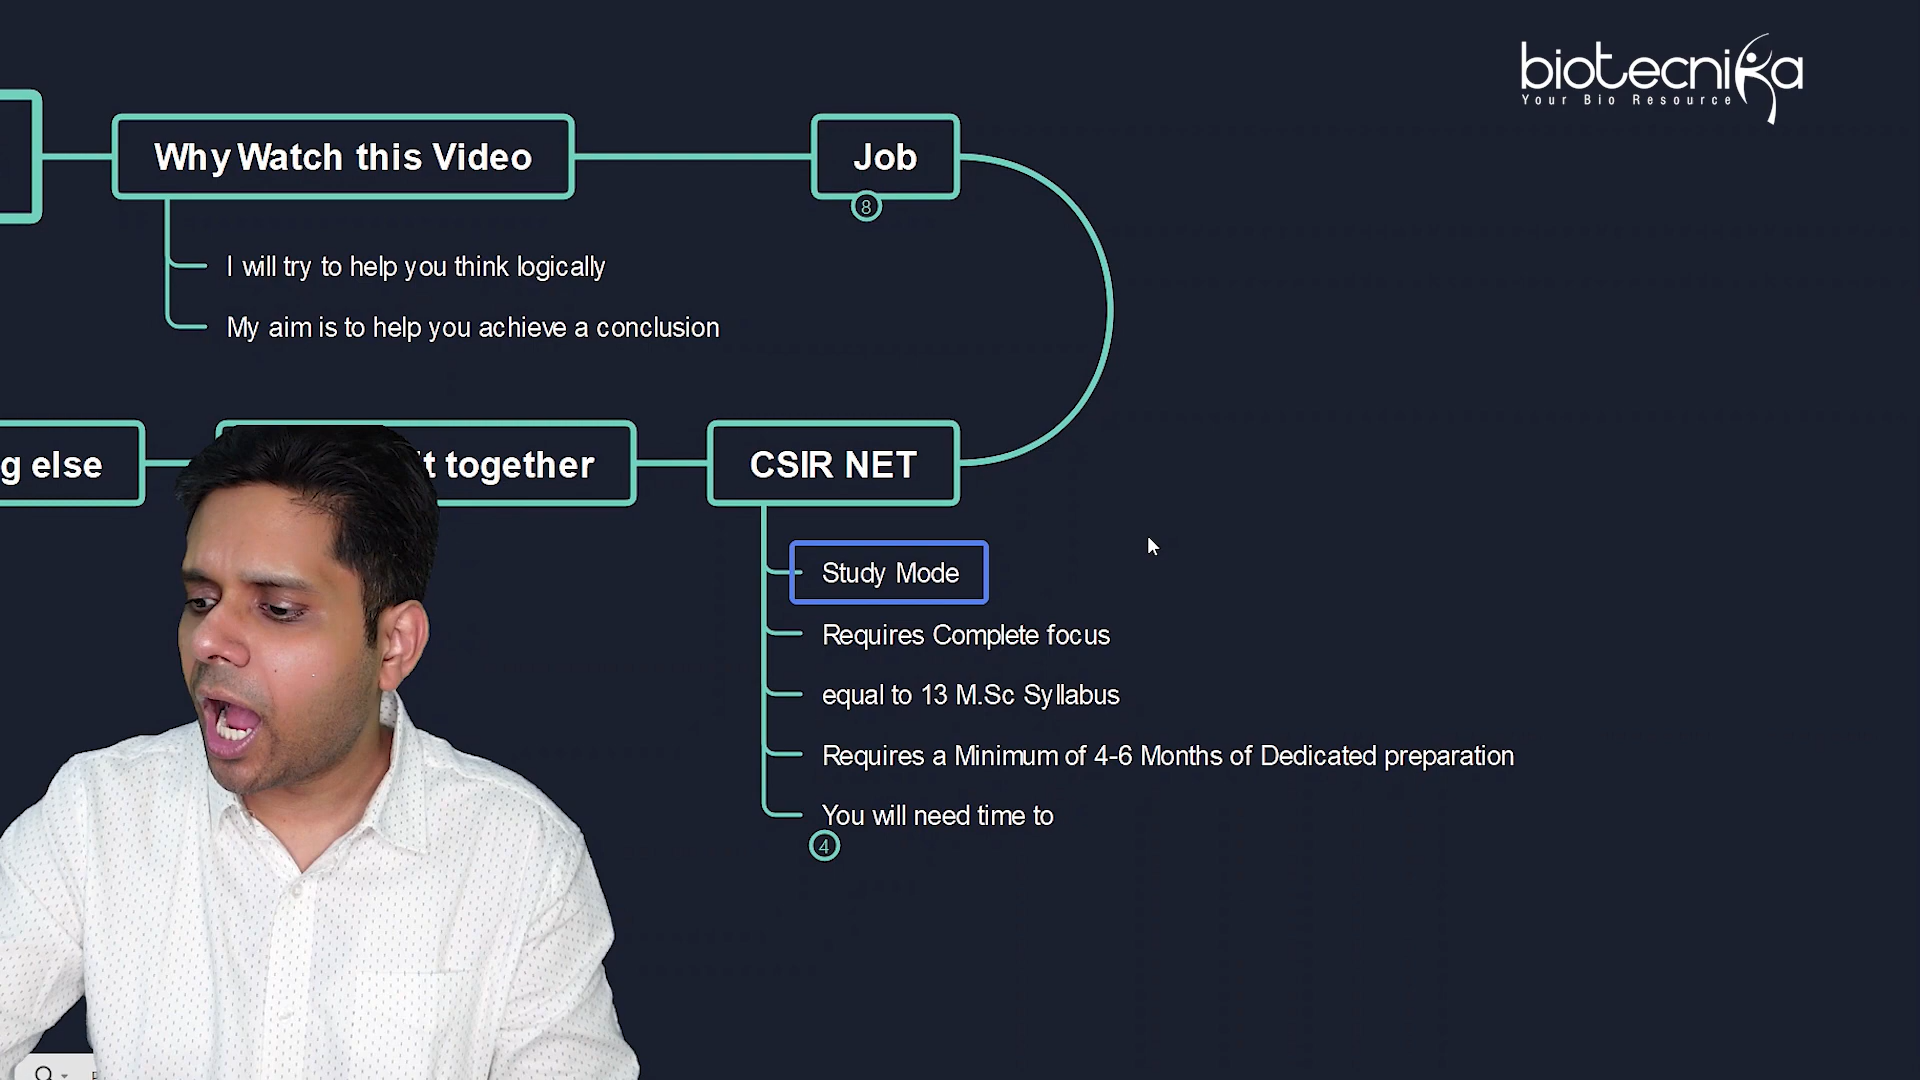 biotecnika
Your Bio Resource
Why Watch this Video
Job
8
I will try to help you think logically
My aim is to help you achieve a conclusion
g else
t together
CSIR NET
Study Mode
Requires Complete focus
equal to 13 M.Sc Syllabus
Requires a Minimum of 4-6 Months of Dedicated preparation
You will need time to
4